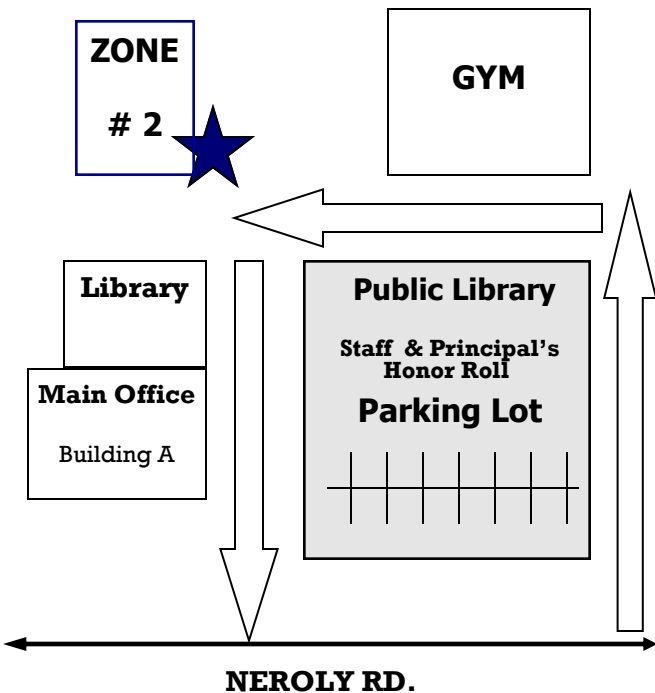 ZONE
# 2
GYM
Library
Public Library
Staff & Principal's
Honor Roll
Parking Lot
Main Office
Building A
NEROLY RD.